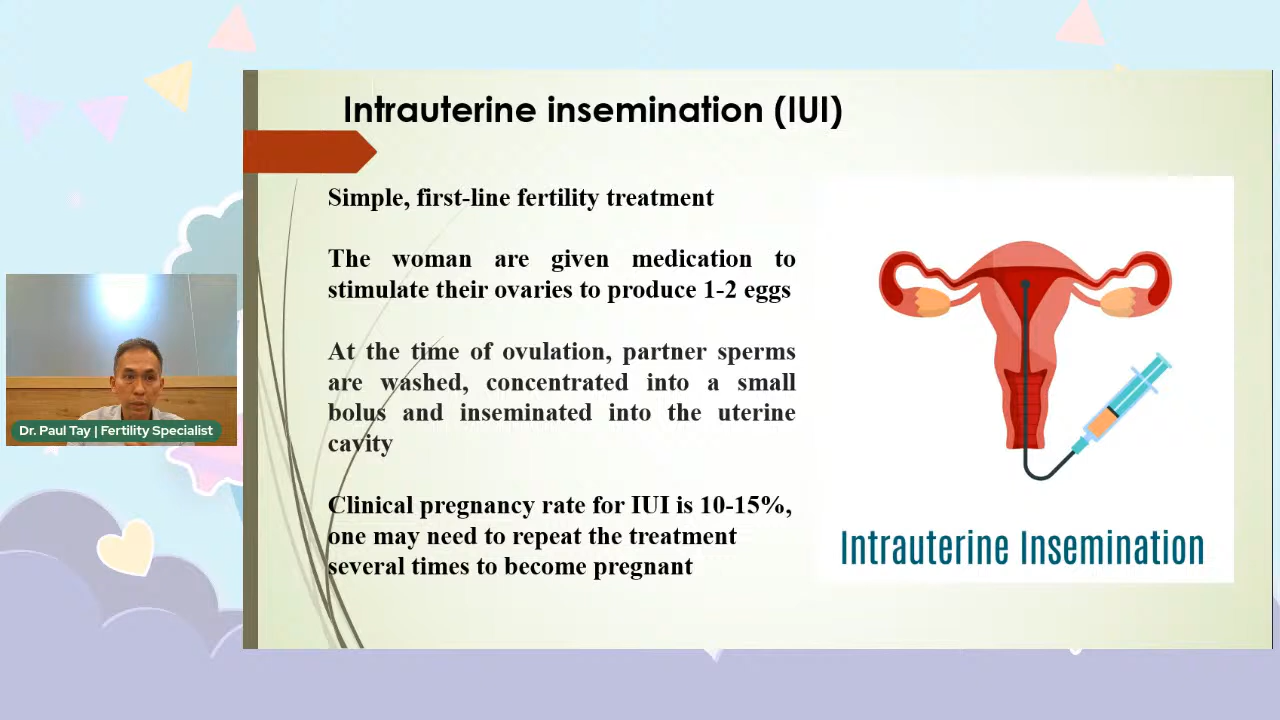 Intrauterine insemination (IUI)
Simple, first-line fertility treatment
The woman are given medication to
stimulate their ovaries to produce 1-2 eggs
At the time of ovulation, partner sperms
are washed, concentrated into a small
bolus and inseminated into the uterine
cavity
Clinical pregnancy rate for IUI is 10-15%,
one may need to repeat the treatment
several times to become pregnant
Intrauterine Insemination
Dr. Paul Tay | Fertility Specialist